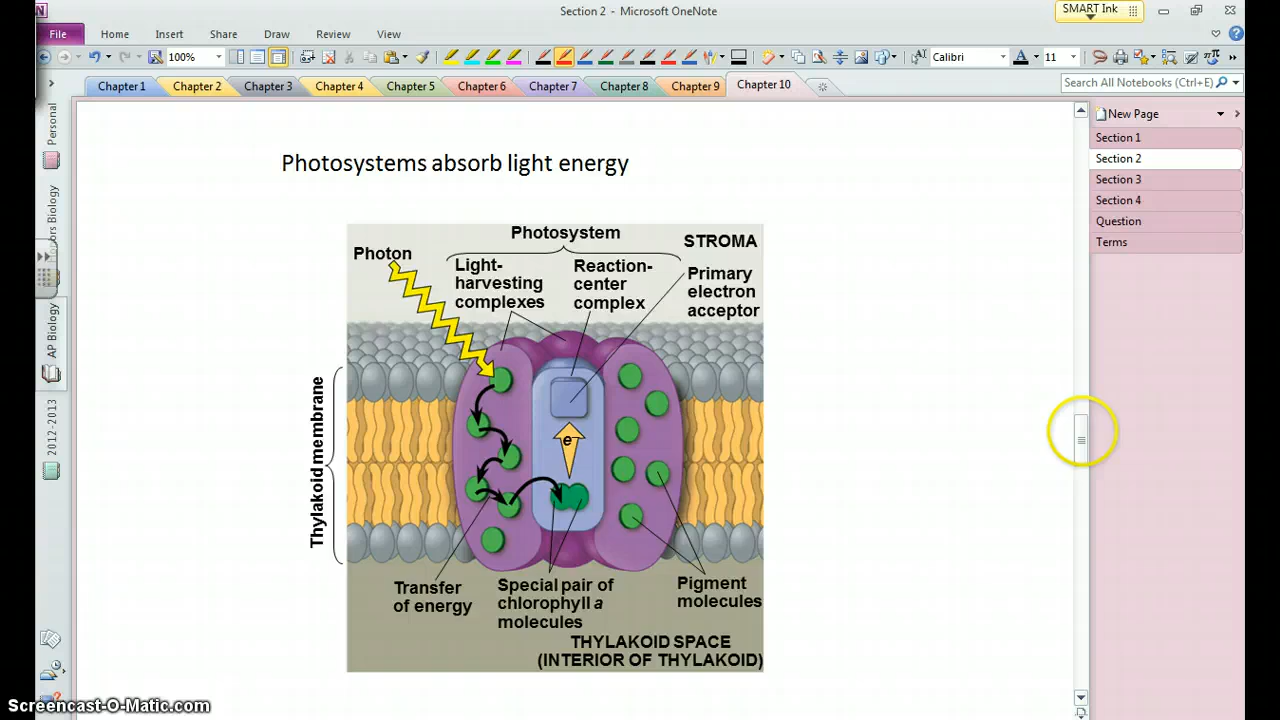 Section 2 - Microsoft OneNote
SMART Ink
File Home Insert Share Draw Review View
100%
Calibri 11
Chapter 1 Chapter 2 Chapter 3 Chapter 4 Chapter 5 Chapter 6 Chapter 7 Chapter 8 Chapter 9 Chapter 10
Search All Notebooks (Ctrl+E)
New Page
Section 1
Section 2
Section 3
Section 4
Question
Terms
Personal
Biology
AP Biology
2012-2013
Photosystems absorb light energy
Photosystem
STROMA
Photon
Light-
harvesting
complexes
Reaction-
center
complex
Primary
electron
acceptor
Thylakoid membrane
e-
Transfer
of energy
Special pair of
chlorophyll a
molecules
Pigment
molecules
THYLAKOID SPACE
(INTERIOR OF THYLAKOID)
Screencast-O-Matic.com